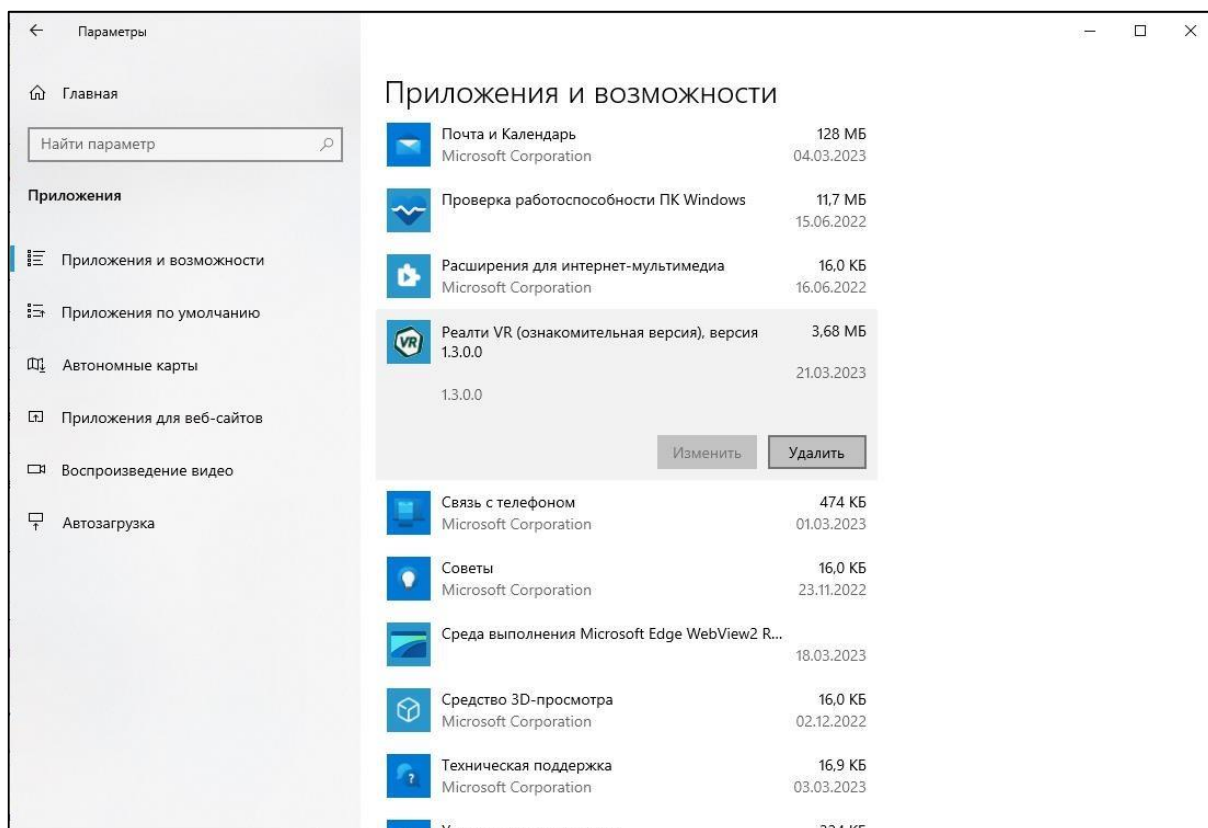 Параметры
Главная
Найти параметр
Приложения
Приложения и возможности
Приложения по умолчанию
Автономные карты
Приложения для веб-сайтов
Воспроизведение видео
Автозагрузка
Приложения и возможности
Почта и Календарь 128 МБ
Microsoft Corporation 04.03.2023
Проверка работоспособности ПК Windows 11,7 МБ
15.06.2022
Расширения для интернет-мультимедиа 16,0 КБ
Microsoft Corporation 16.06.2022
VR
Реалти VR (ознакомительная версия), версия 3,68 МБ
1.3.0.0
21.03.2023
1.3.0.0
Изменить Удалить
Связь с телефоном 474 КБ
Microsoft Corporation 01.03.2023
Советы 16,0 КБ
Microsoft Corporation 23.11.2022
Среда выполнения Microsoft Edge WebView2 R...
18.03.2023
Средство 3D-просмотра 16,0 КБ
Microsoft Corporation 02.12.2022
Техническая поддержка 16,9 КБ
Microsoft Corporation 03.03.2023